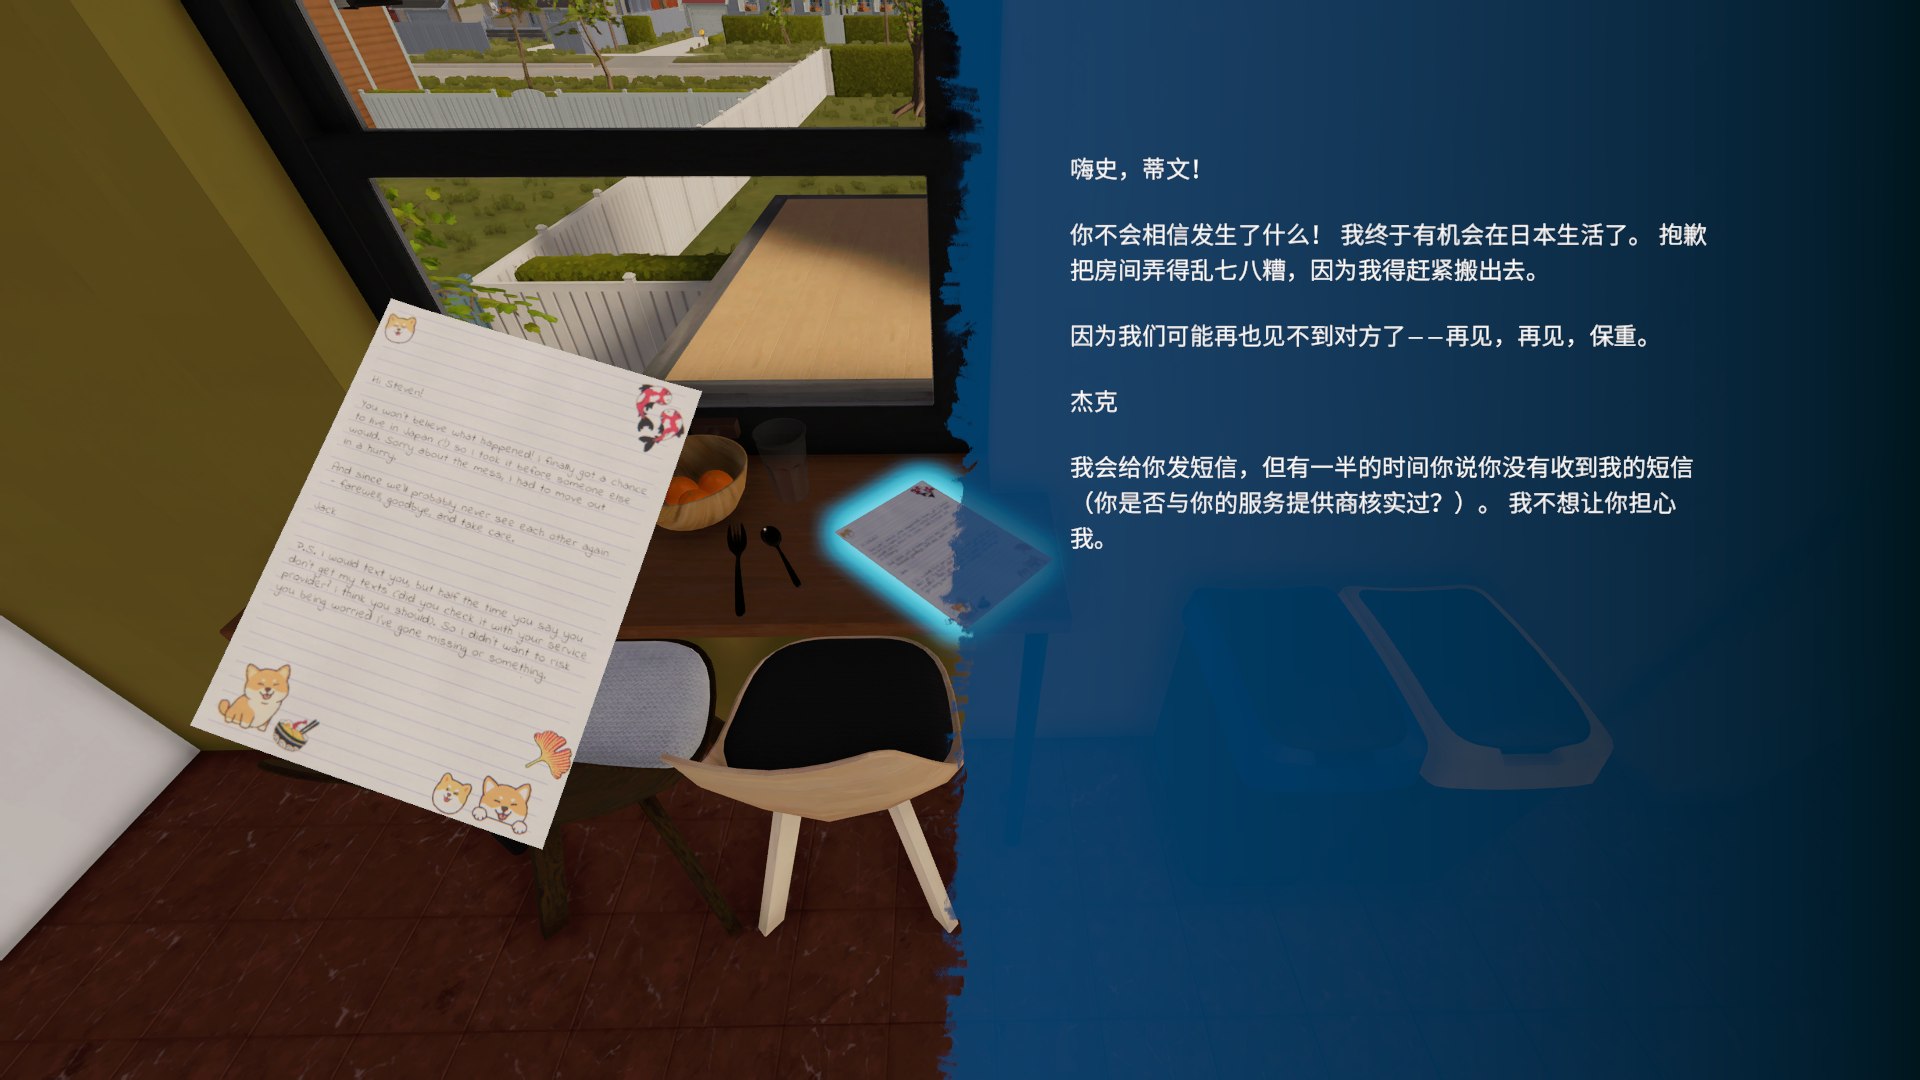 Hi Steven!
You won't believe what happened! I finally got a chance
to live in Japan (!) so I took it before someone else
would. Sorry about the mess, I had to move out
in a hurry.
And since we'll probably never see each other again
- farewell, goodbye, and take care.
Jack
P.S. I would text you, but half the time you say you
don't get my texts (did you check it with your service
provider? I think you should). So I didn't want to risk
you being worried I've gone missing or something.
嗨史，蒂文！
你不会相信发生了什么！ 我终于有机会在日本生活了。 抱歉
把房间弄得乱七八糟，因为我得赶紧搬出去。
因为我们可能再也见不到对方了——再见，再见，保重。
杰克
我会给你发短信，但有一半的时间你说你没有收到我的短信
（你是否与你的服务提供商核实过？）。 我不想让你担心
我。